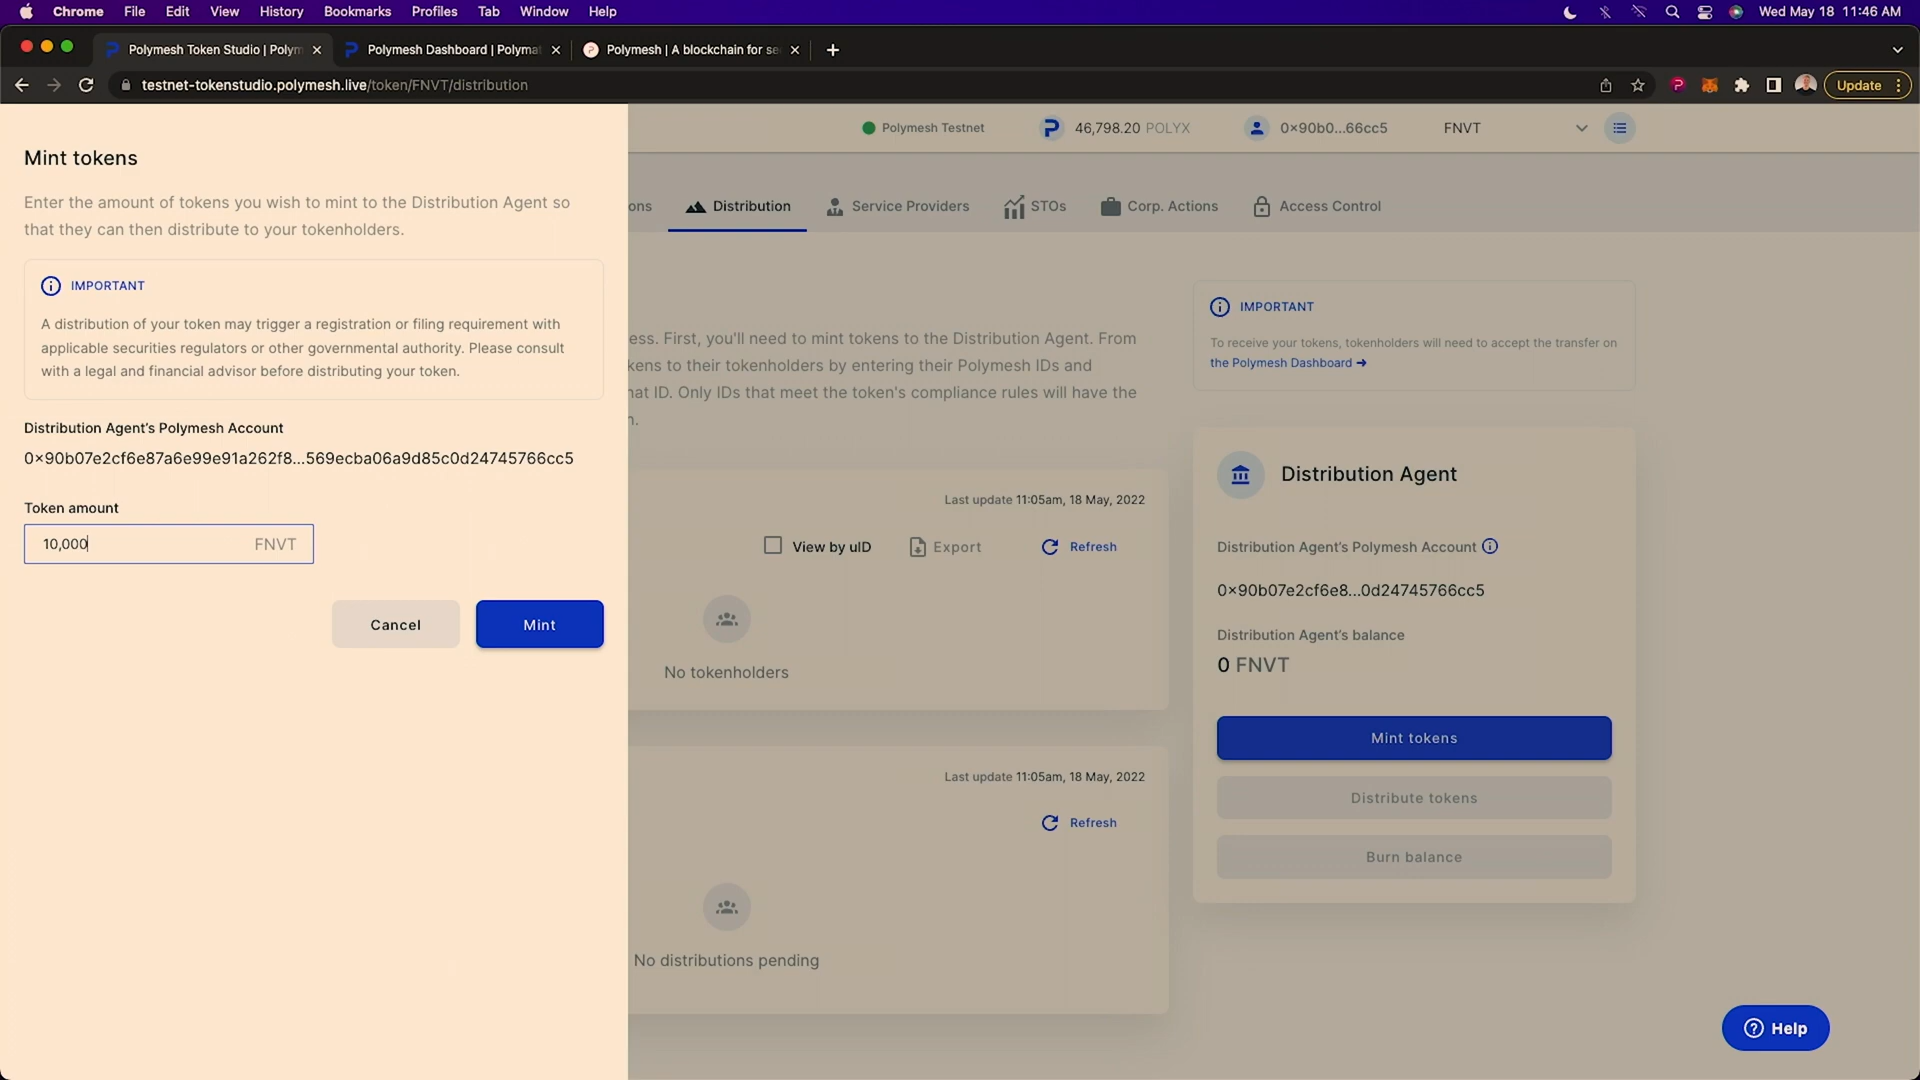 Chrome File Edit View History Bookmarks Profiles Tab Window Help Wed May 18 11:46 AM
Polymesh Token Studio | Polym Polymesh Dashboard | Polymat Polymesh | A blockchain for se
testnet-tokenstudio.polymesh.live/token/FNVT/distribution Update
Polymesh Testnet 46,798.20 POLYX 0×90b0...66cc5 FNVT
ons Distribution Service Providers STOs Corp. Actions Access Control
Mint tokens
Enter the amount of tokens you wish to mint to the Distribution Agent so
that they can then distribute to your tokenholders.
IMPORTANT
A distribution of your token may trigger a registration or filing requirement with
applicable securities regulators or other governmental authority. Please consult
with a legal and financial advisor before distributing your token.
Distribution Agent's Polymesh Account
0×90b07e2cf6e87a6e99e91a262f8...569ecba06a9d85c0d24745766cc5
Token amount
10,000 FNVT
Cancel Mint
ess. First, you'll need to mint tokens to the Distribution Agent. From
kens to their tokenholders by entering their Polymesh IDs and
hat ID. Only IDs that meet the token's compliance rules will have the
n.
Last update 11:05am, 18 May, 2022
View by uID Export Refresh
No tokenholders
Last update 11:05am, 18 May, 2022
Refresh
No distributions pending
IMPORTANT
To receive your tokens, tokenholders will need to accept the transfer on
the Polymesh Dashboard →
Distribution Agent
Distribution Agent's Polymesh Account
0×90b07e2cf6e8...0d24745766cc5
Distribution Agent's balance
0 FNVT
Mint tokens
Distribute tokens
Burn balance
Help